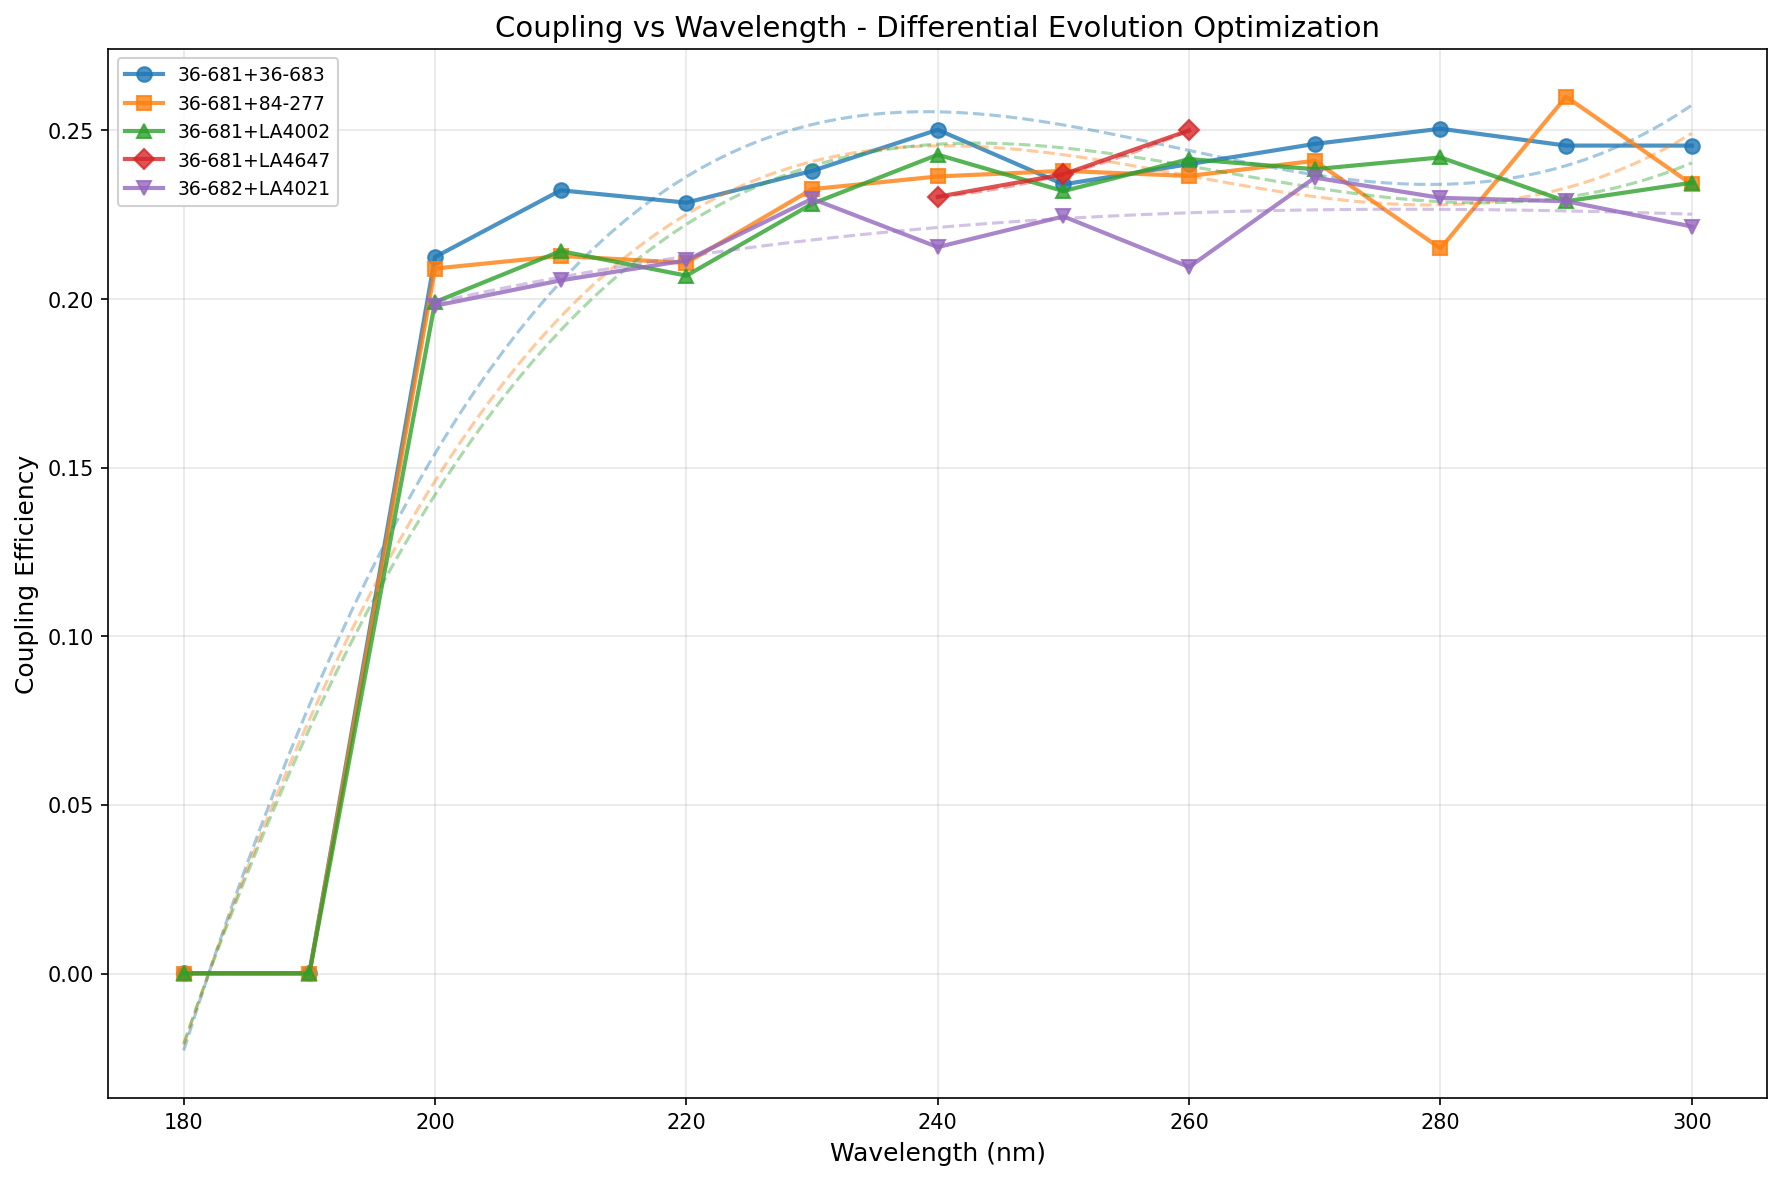 Coupling vs Wavelength - Differential Evolution Optimization
36-681+36-683
36-681+84-277
36-681+LA4002
36-681+LA4647
36-682+LA4021
Coupling Efficiency
0.25
0.20
0.15
0.10
0.05
0.00
180 200 220 240 260 280 300
Wavelength (nm)